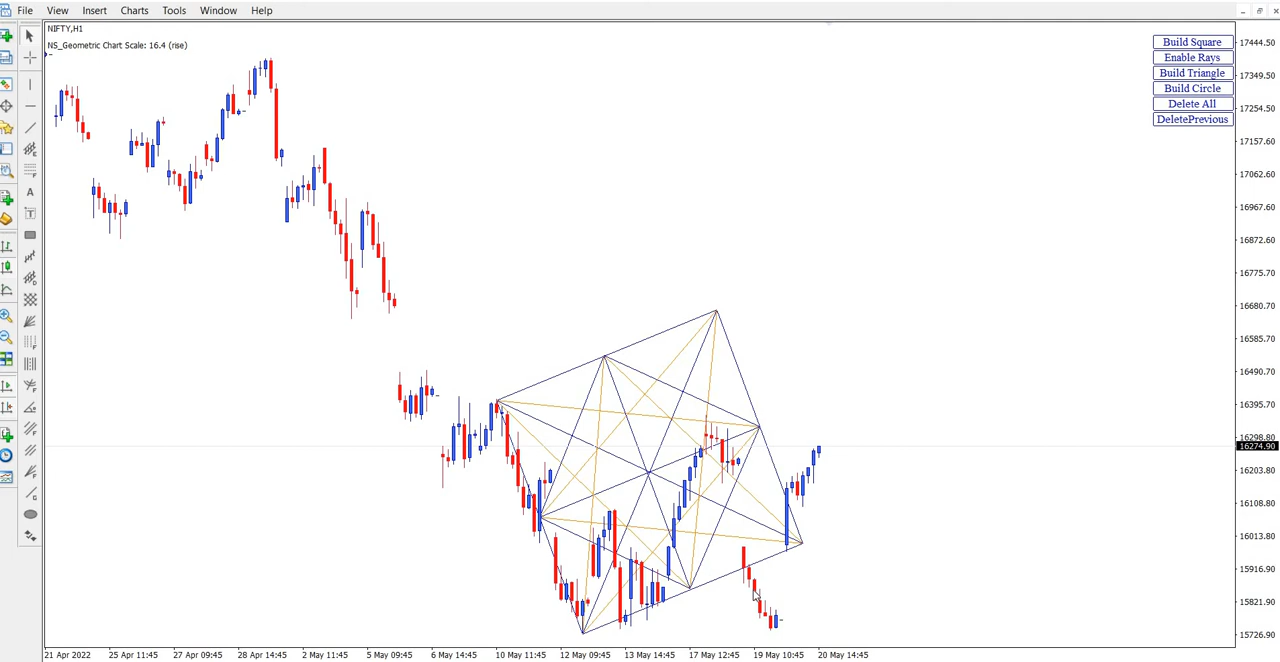 File View Insert Charts Tools Window Help
NIFTY,H1
NS_Geometric Chart Scale: 16.4 (rise)
Build Square
Enable Rays
Build Triangle
Build Circle
Delete All
DeletePrevious
17444.50
17349.50
17254.50
17157.60
17062.60
16967.60
16872.60
16775.70
16680.70
16585.70
16490.70
16395.70
16298.80
16274.90
16203.80
16108.80
16013.80
15916.90
15821.90
15726.90
21 Apr 2022 25 Apr 11:45 27 Apr 09:45 28 Apr 14:45 2 May 11:45 5 May 09:45 6 May 14:45 10 May 11:45 12 May 09:45 13 May 14:45 17 May 12:45 19 May 10:45 20 May 14:45